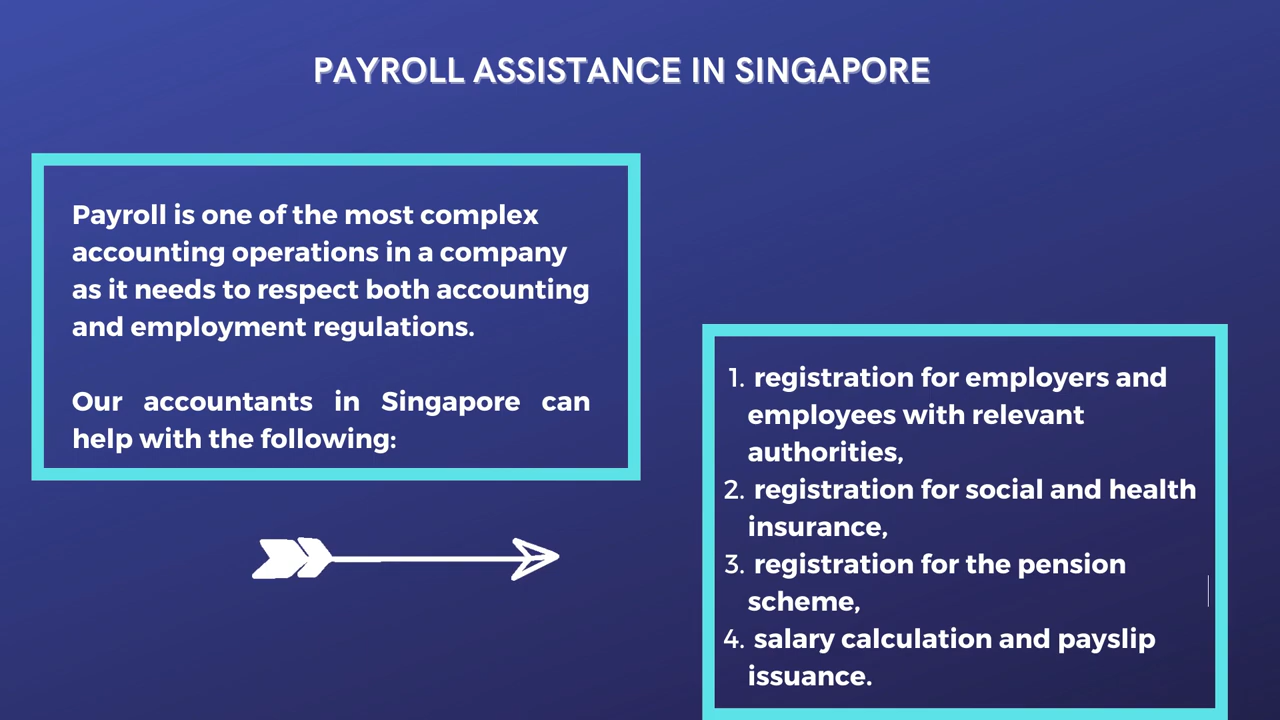 PAYROLL ASSISTANCE IN SINGAPORE
Payroll is one of the most complex
accounting operations in a company
as it needs to respect both accounting
and employment regulations.
Our accountants in Singapore can
help with the following:
1. registration for employers and
employees with relevant
authorities,
2. registration for social and health
insurance,
3. registration for the pension
scheme,
4. salary calculation and payslip
issuance.